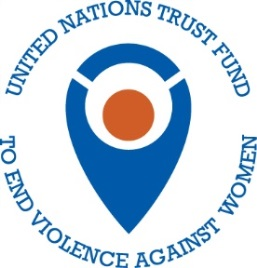 UNITED NATIONS TRUST FUND
TO END VIOLENCE AGAINST WOMEN